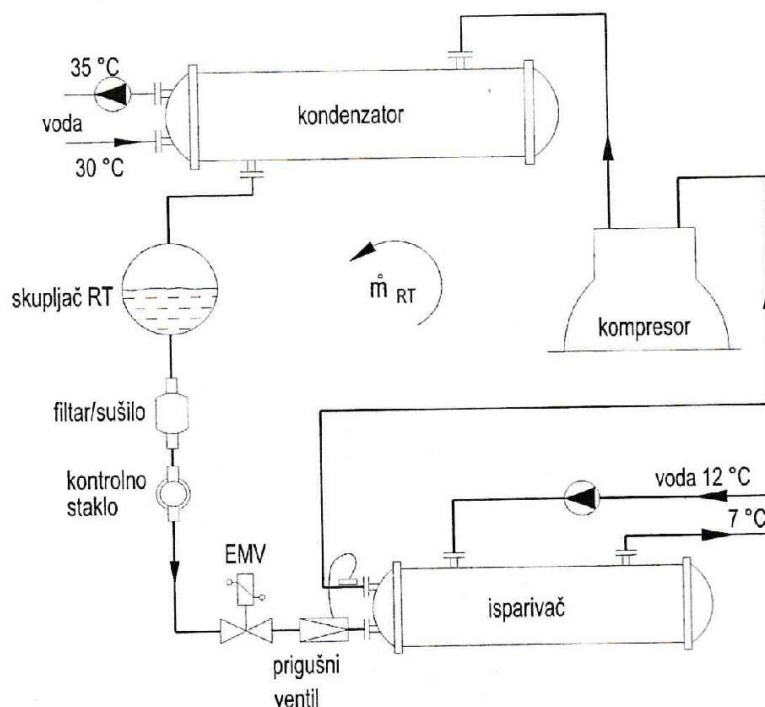 35 °C
voda
30 °C
kondenzator
skupljač RT
ṁ RT
kompresor
filtar/sušilo
kontrolno
staklo
voda 12 °C
7 °C
EMV
isparivač
prigušni
ventil